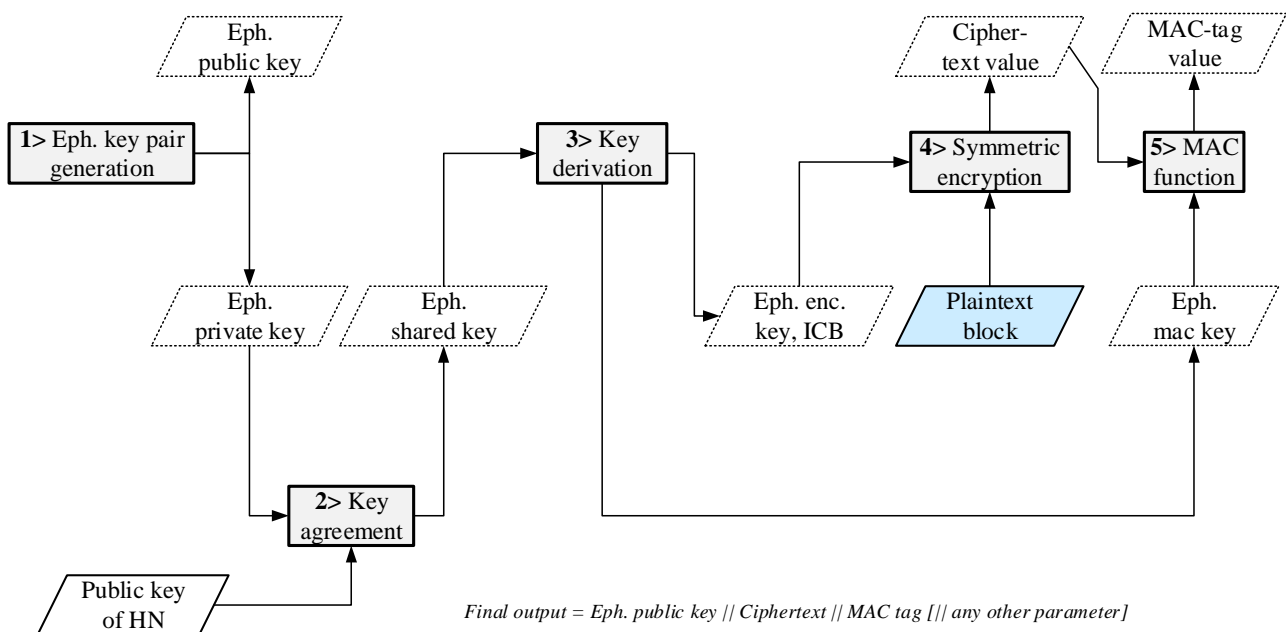 Eph.
public key
Cipher-
text value
MAC-tag
value
1> Eph. key pair
generation
3> Key
derivation
4> Symmetric
encryption
5> MAC
function
Eph.
private key
Eph.
shared key
Eph. enc.
key, ICB
Plaintext
block
Eph.
mac key
2> Key
agreement
Public key
of HN
Final output = Eph. public key || Ciphertext || MAC tag [|| any other parameter]